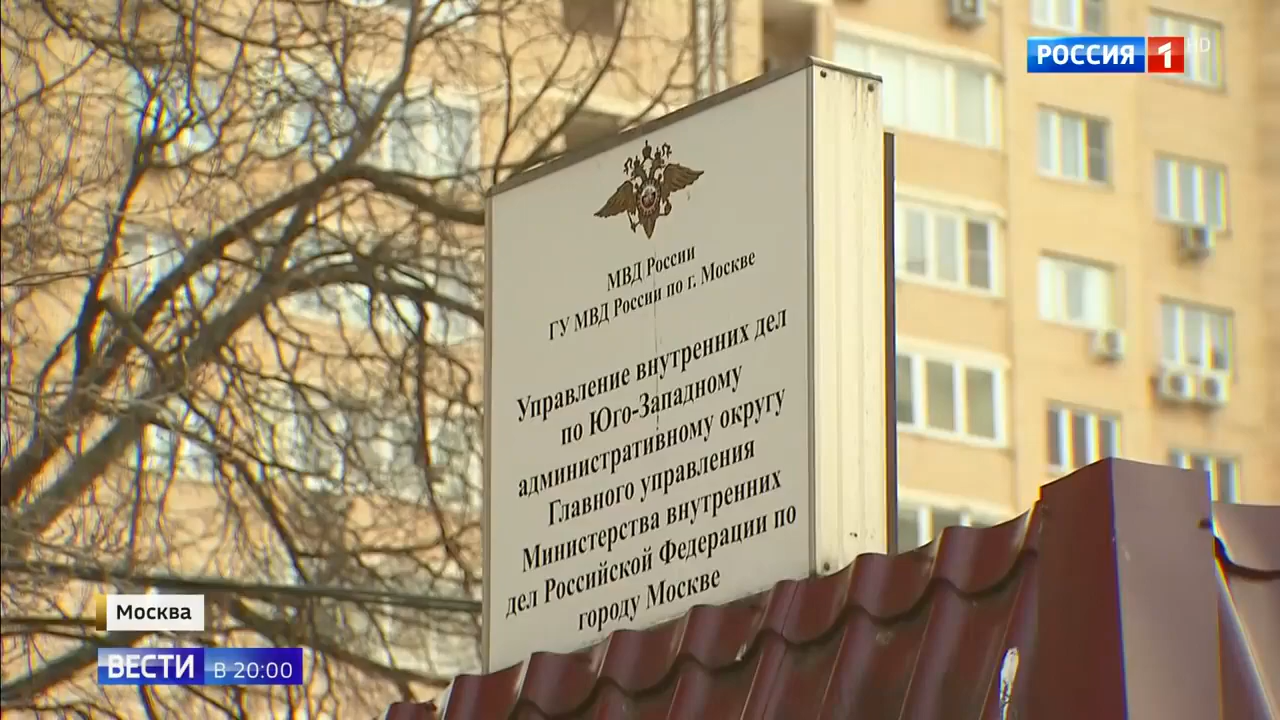 РОССИЯ 1 HD
МВД России
ГУ МВД России по г. Москве
Управление внутренних дел
по Юго-Западному
административному округу
Главного управления
Министерства внутренних
дел Российской Федерации по
городу Москве
Москва
ВЕСТИ В 20:00